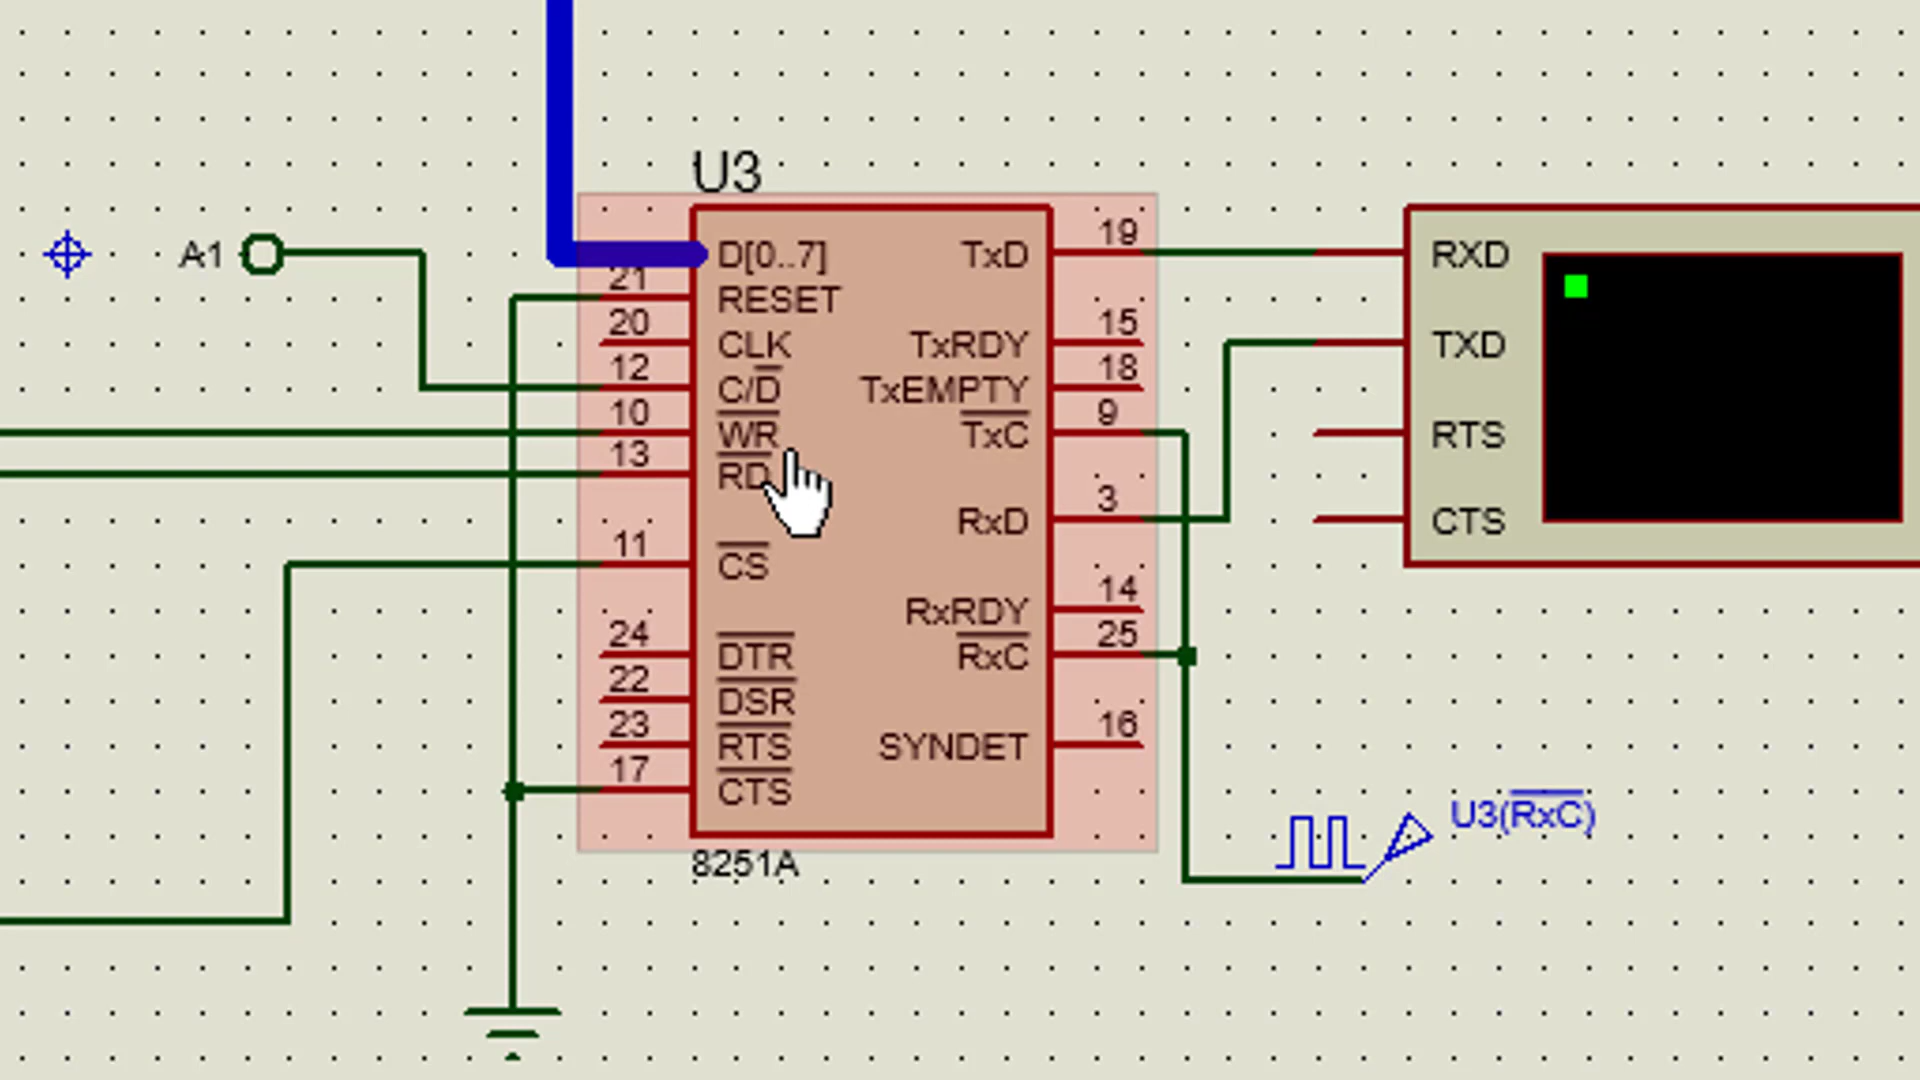 U3
A1
D[0..7]
21
RESET
20
CLK
12
C/D
10
WR
13
RD
11
CS
24
DTR
22
DSR
23
RTS
17
CTS
TxD
19
TxRDY
15
TxEMPTY
18
TxC
9
RxD
3
RxRDY
14
RxC
25
SYNDET
16
8251A
RXD
TXD
RTS
CTS
U3(RxC)